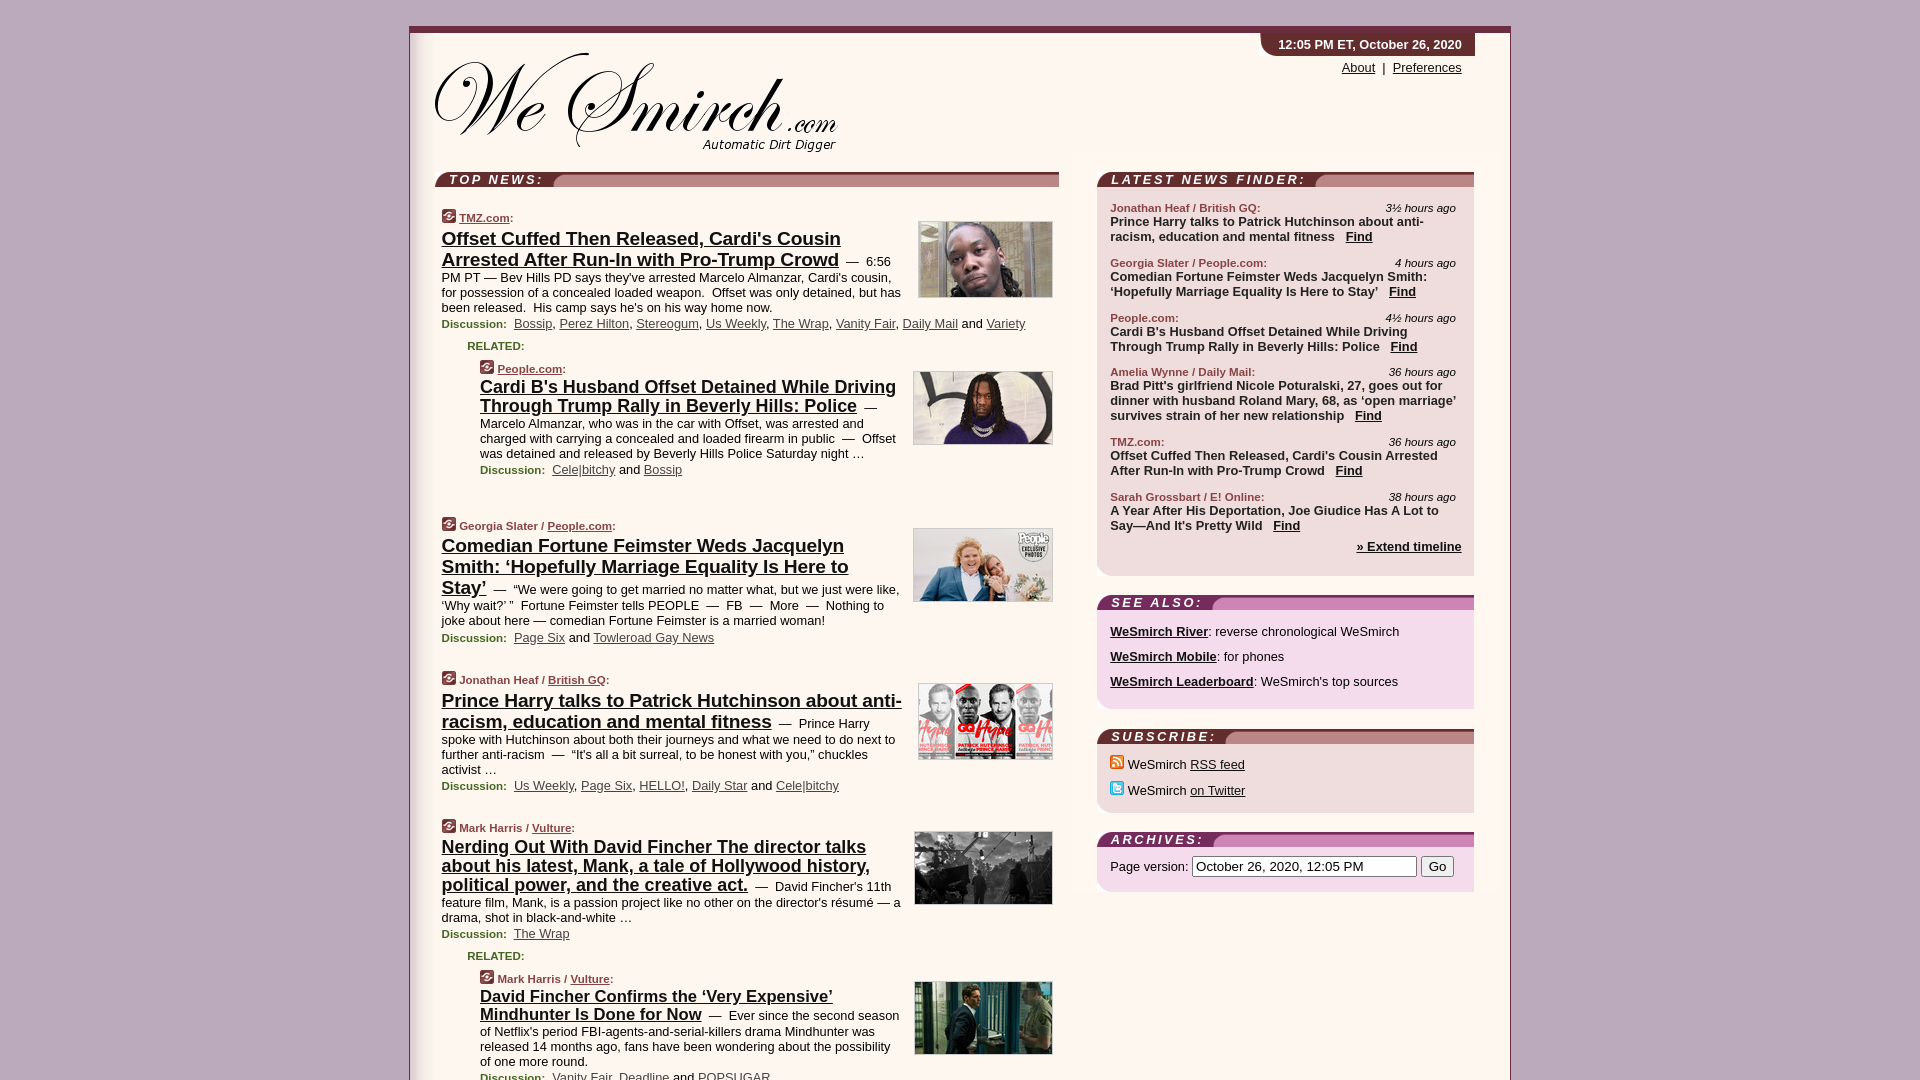 12:05 PM ET, October 26, 2020
About | Preferences
We Smirch .com
Automatic Dirt Digger
TOP NEWS:
TMZ.com:
Offset Cuffed Then Released, Cardi's Cousin
Arrested After Run-In with Pro-Trump Crowd — 6:56
PM PT — Bev Hills PD says they've arrested Marcelo Almanzar, Cardi's cousin,
for possession of a concealed loaded weapon. Offset was only detained, but has
been released. His camp says he's on his way home now.
Discussion: Bossip, Perez Hilton, Stereogum, Us Weekly, The Wrap, Vanity Fair, Daily Mail and Variety
RELATED:
People.com:
Cardi B's Husband Offset Detained While Driving
Through Trump Rally in Beverly Hills: Police —
Marcelo Almanzar, who was in the car with Offset, was arrested and
charged with carrying a concealed and loaded firearm in public — Offset
was detained and released by Beverly Hills Police Saturday night …
Discussion: Cele|bitchy and Bossip
Georgia Slater / People.com:
Comedian Fortune Feimster Weds Jacquelyn
Smith: ‘Hopefully Marriage Equality Is Here to
Stay’ — “We were going to get married no matter what, but we just were like,
‘Why wait?’ ” Fortune Feimster tells PEOPLE — FB — More — Nothing to
joke about here — comedian Fortune Feimster is a married woman!
Discussion: Page Six and Towleroad Gay News
People
EXCLUSIVE
PHOTOS
Jonathan Heaf / British GQ:
Prince Harry talks to Patrick Hutchinson about anti-
racism, education and mental fitness — Prince Harry
spoke with Hutchinson about both their journeys and what we need to do next to
further anti-racism — “It's all a bit surreal, to be honest with you,” chuckles
activist …
Discussion: Us Weekly, Page Six, HELLO!, Daily Star and Cele|bitchy
GQ Hype
PATRICK HUTCHINSON
Mark Harris / Vulture:
Nerding Out With David Fincher The director talks
about his latest, Mank, a tale of Hollywood history,
political power, and the creative act. — David Fincher's 11th
feature film, Mank, is a passion project like no other on the director's résumé — a
drama, shot in black-and-white …
Discussion: The Wrap
RELATED:
Mark Harris / Vulture:
David Fincher Confirms the ‘Very Expensive’
Mindhunter Is Done for Now — Ever since the second season
of Netflix's period FBI-agents-and-serial-killers drama Mindhunter was
released 14 months ago, fans have been wondering about the possibility
of one more round.
Discussion: Vanity Fair, Deadline and POPSUGAR
LATEST NEWS FINDER:
Jonathan Heaf / British GQ: 3½ hours ago
Prince Harry talks to Patrick Hutchinson about anti-
racism, education and mental fitness Find
Georgia Slater / People.com: 4 hours ago
Comedian Fortune Feimster Weds Jacquelyn Smith:
‘Hopefully Marriage Equality Is Here to Stay’ Find
People.com: 4½ hours ago
Cardi B's Husband Offset Detained While Driving
Through Trump Rally in Beverly Hills: Police Find
Amelia Wynne / Daily Mail: 36 hours ago
Brad Pitt's girlfriend Nicole Poturalski, 27, goes out for
dinner with husband Roland Mary, 68, as ‘open marriage’
survives strain of her new relationship Find
TMZ.com: 36 hours ago
Offset Cuffed Then Released, Cardi's Cousin Arrested
After Run-In with Pro-Trump Crowd Find
Sarah Grossbart / E! Online: 38 hours ago
A Year After His Deportation, Joe Giudice Has A Lot to
Say—And It's Pretty Wild Find
» Extend timeline
SEE ALSO:
WeSmirch River: reverse chronological WeSmirch
WeSmirch Mobile: for phones
WeSmirch Leaderboard: WeSmirch's top sources
SUBSCRIBE:
WeSmirch RSS feed
WeSmirch on Twitter
ARCHIVES:
Page version: October 26, 2020, 12:05 PM Go